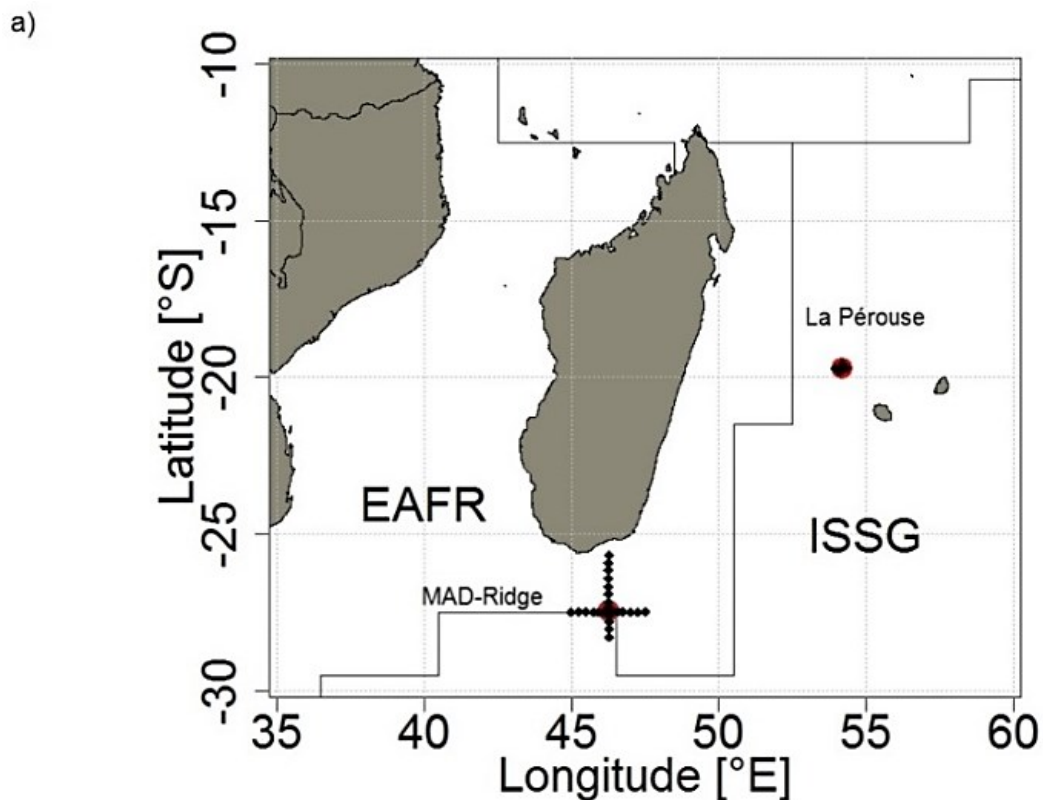 a)
-10
-15
-20
-25
-30
Latitude [°S]
La Pérouse
EAFR
ISSG
MAD-Ridge
35 40 45 50 55 60
Longitude [°E]